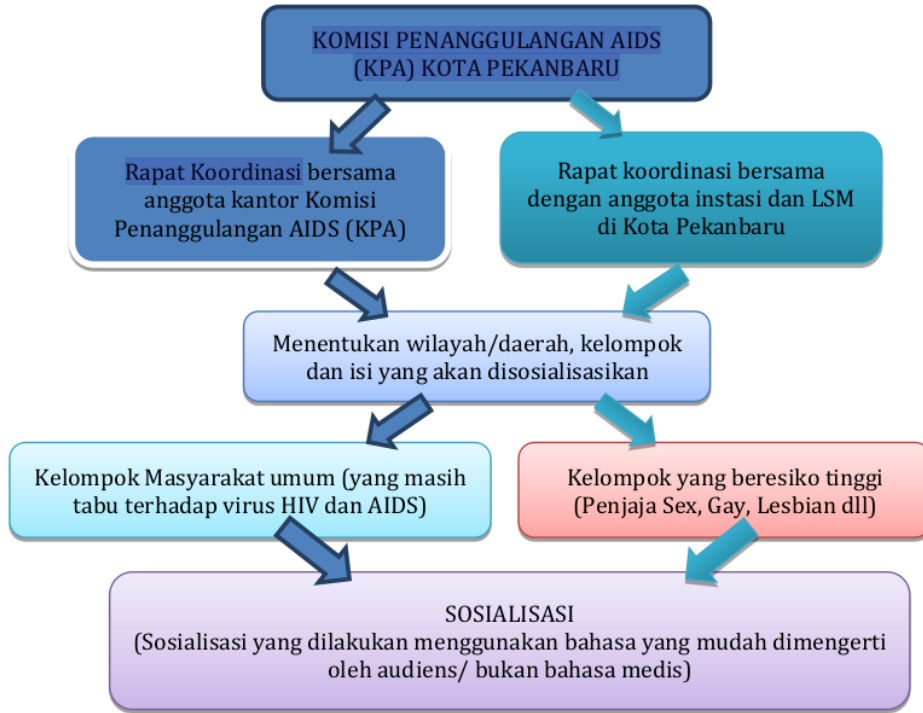 KOMISI PENANGGULANGAN AIDS
(KPA) KOTA PEKANBARU
Rapat Koordinasi bersama
anggota kantor Komisi
Penanggulangan AIDS (KPA)
Rapat koordinasi bersama
dengan anggota instasi dan LSM
di Kota Pekanbaru
Menentukan wilayah/daerah, kelompok
dan isi yang akan disosialisasikan
Kelompok Masyarakat umum (yang masih
tabu terhadap virus HIV dan AIDS)
Kelompok yang beresiko tinggi
(Penjaja Sex, Gay, Lesbian dll)
SOSIALISASI
(Sosialisasi yang dilakukan menggunakan bahasa yang mudah dimengerti
oleh audiens/ bukan bahasa medis)